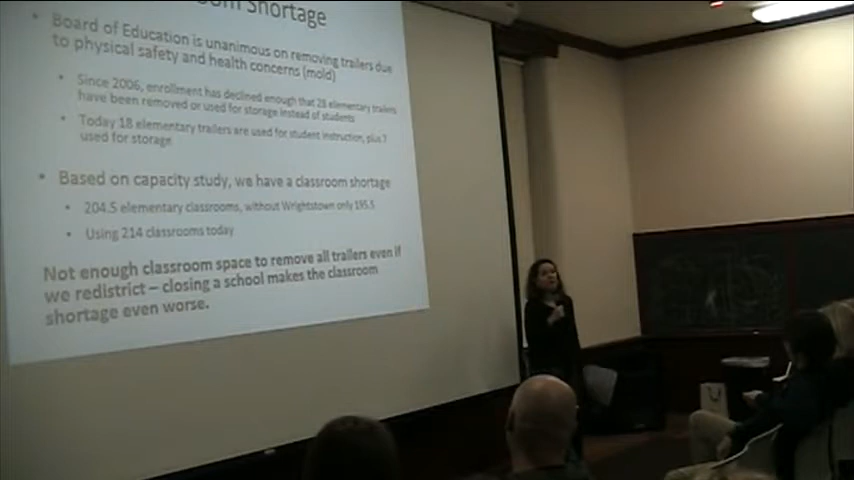 Shortage
• Board of Education is unanimous on removing trailers due
to physical safety and health concerns (mold)
• Since 2006, enrollment has declined enough that 28 elementary trailers
have been removed or used for storage instead of students
• Today 18 elementary trailers are used for student instruction, plus 7
used for storage
• Based on capacity study, we have a classroom shortage
• 204.5 elementary classrooms, without Wrightstown only 195.5
• Using 214 classrooms today
Not enough classroom space to remove all trailers even if
we redistrict – closing a school makes the classroom
shortage even worse.